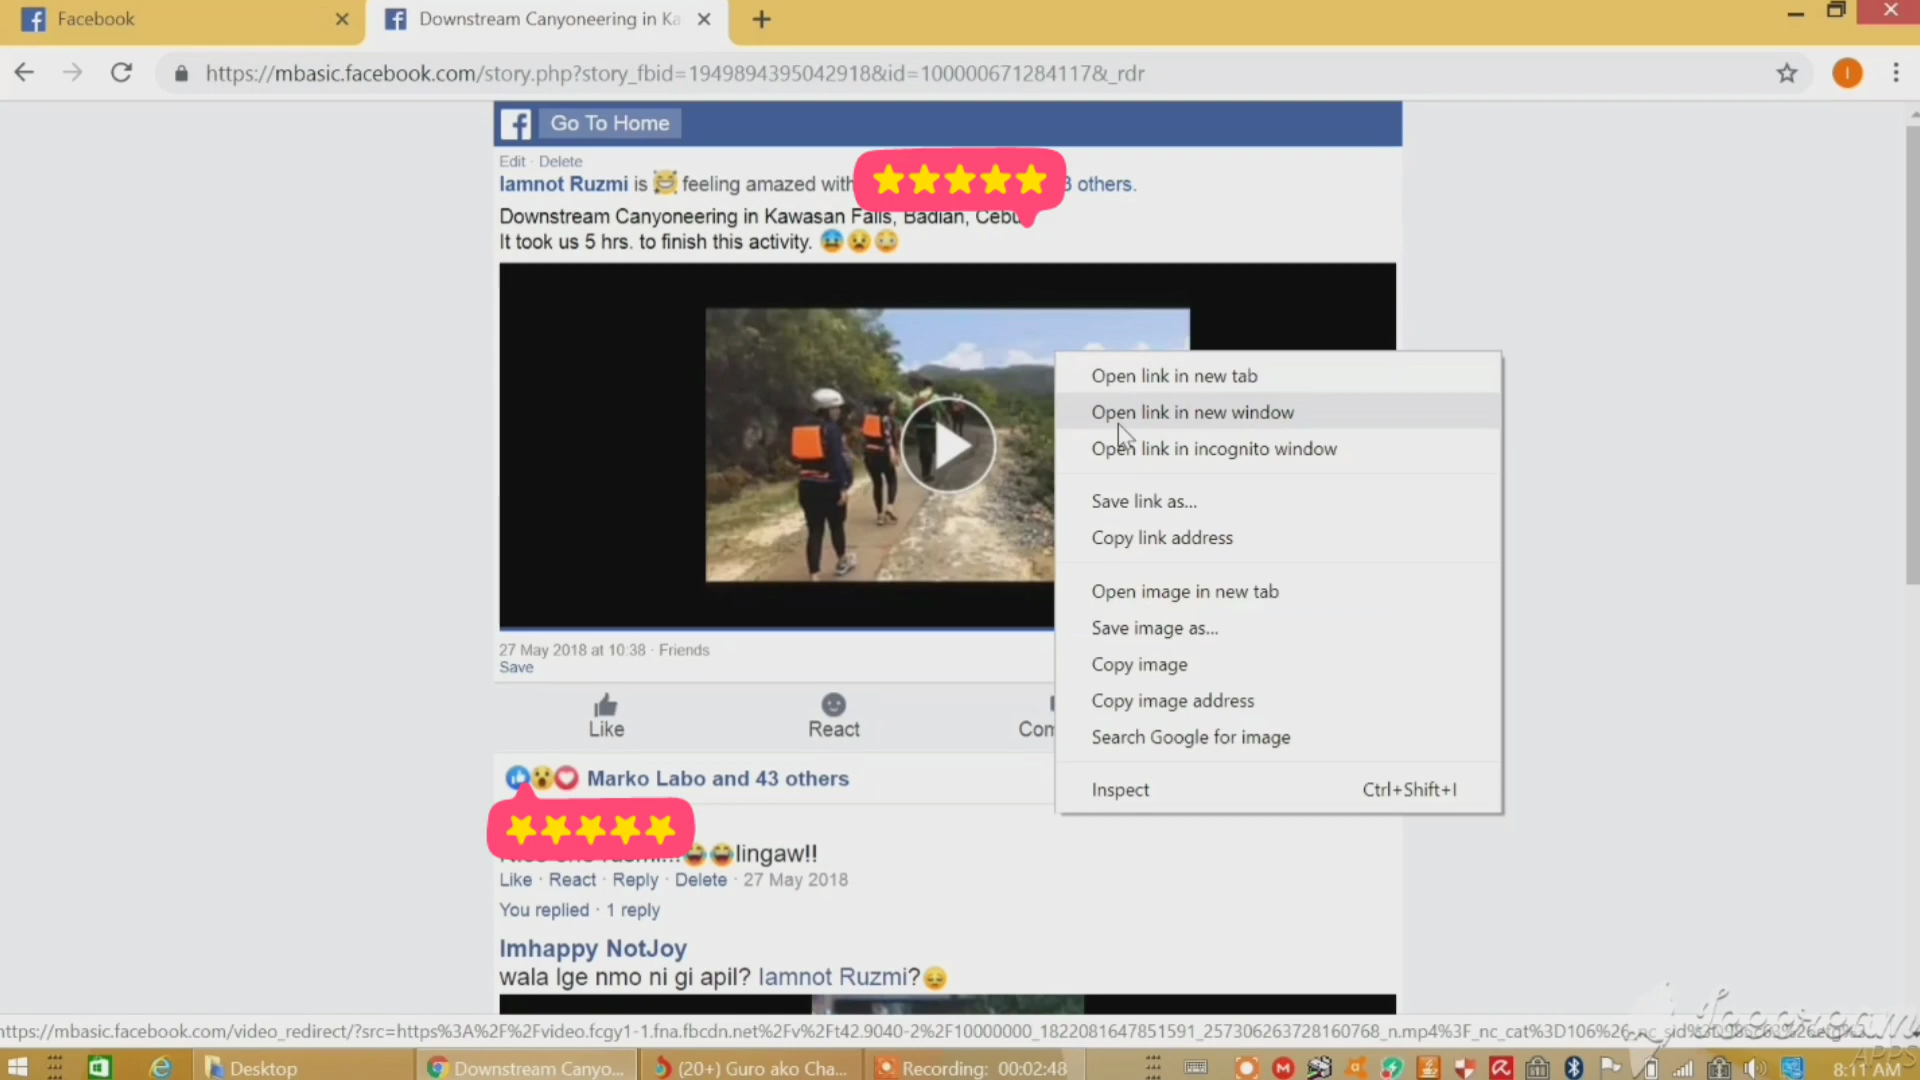 Facebook
Downstream Canyoneering in Ka
https://mbasic.facebook.com/story.php?story_fbid=1949894395042918&id=100006712841178&_rdr
Go To Home
Edit · Delete
Iamnot Ruzmi is feeling amazed with 3 others.
Downstream Canyoneering in Kawasan Falls, Badian, Cebu
It took us 5 hrs. to finish this activity.
Open link in new tab
Open link in new window
Open link in incognito window
Save link as...
Copy link address
Open image in new tab
Save image as...
Copy image
Copy image address
Search Google for image
Inspect Ctrl+Shift+I
27 May 2018 at 10:38 · Friends
Save
Like
React
Com
Marko Labo and 43 others
lingaw!!
Like · React · Reply · Delete · 27 May 2018
You replied · 1 reply
Imhappy NotJoy
wala lge nmo ni gi apil? Iamnot Ruzmi?
Desktop
Downstream Canyo...
(20+) Guro ako Cha...
Recording: 00:02:48
8:11 AM
APPS